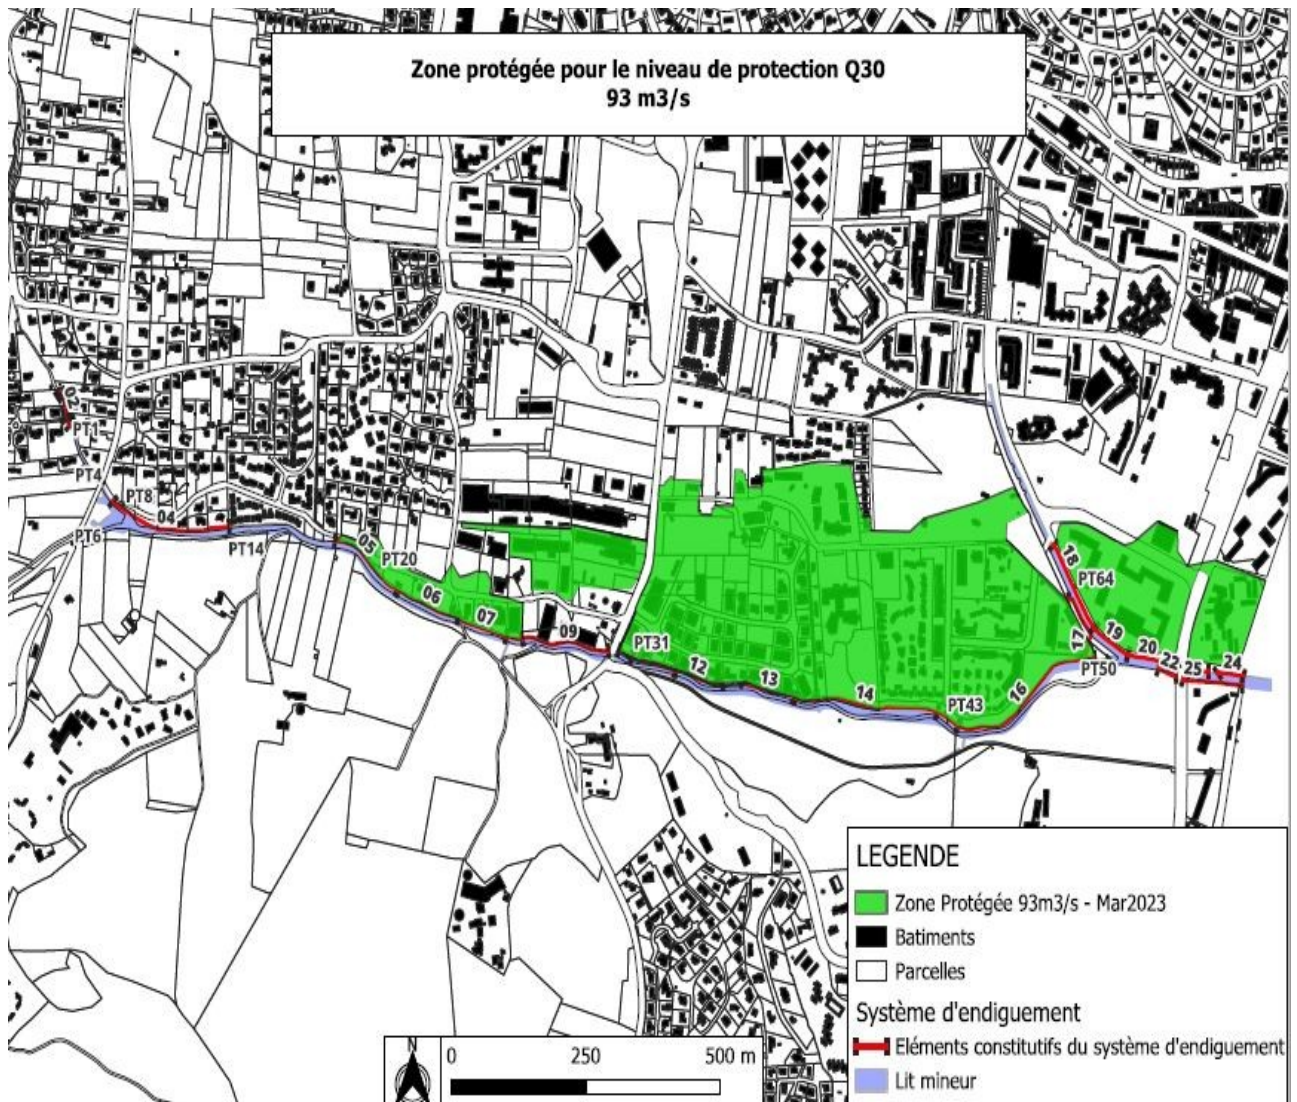 Zone protégée pour le niveau de protection Q30
93 m3/s
PT1
PT4
PT8
04
PT6
PT14
05
PT20
06
07
09
PT31
12
13
14
PT43
16
17
PT50
18
PT64
19
20
22
25
24
LEGENDE
Zone Protégée 93m3/s - Mar2023
Batiments
Parcelles
Système d'endiguement
Eléments constitutifs du système d'endiguement
Lit mineur
N
0 250 500 m